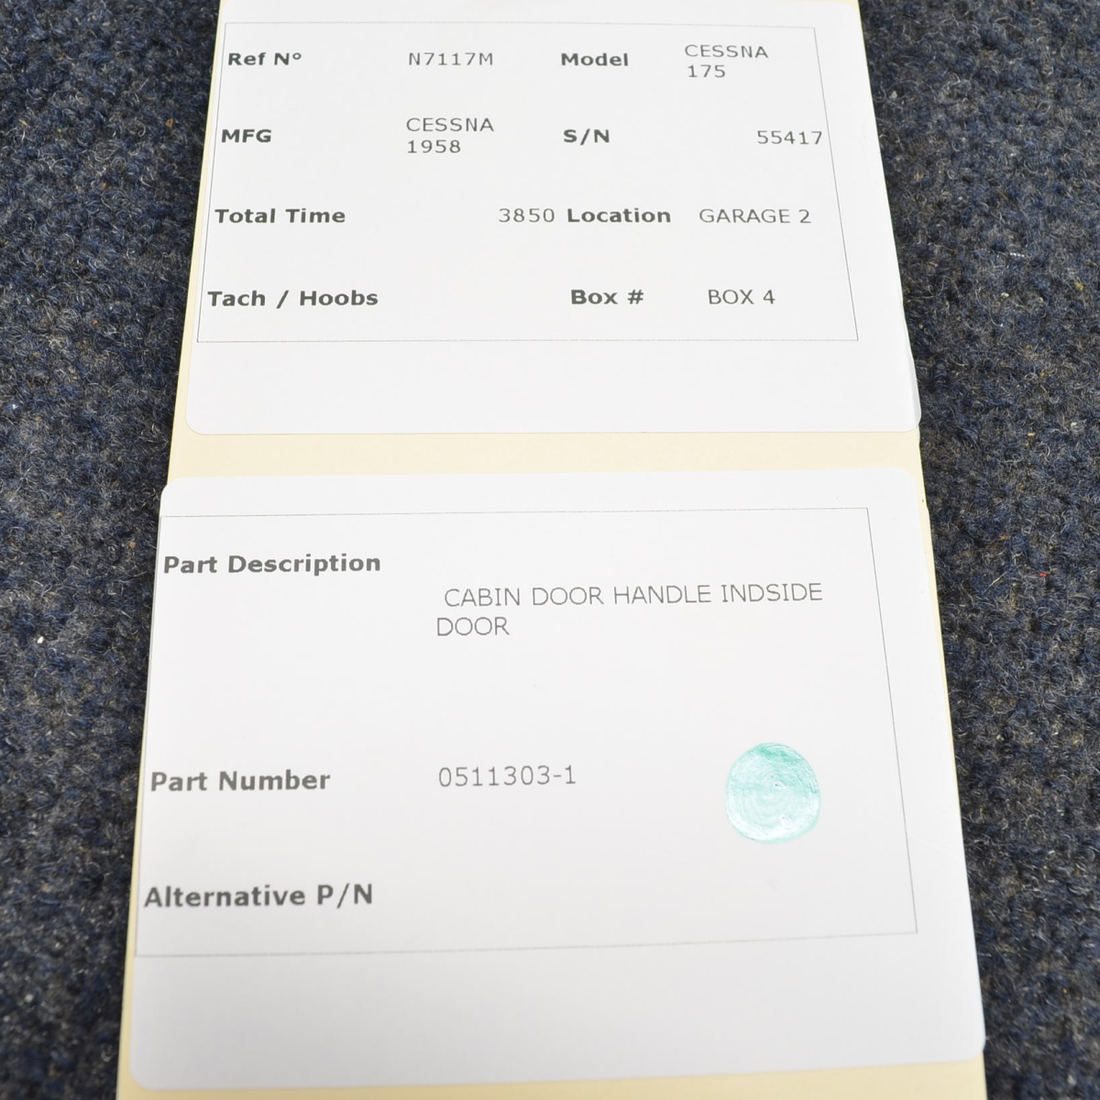 Ref N° N7117M Model CESSNA
175
MFG CESSNA S/N 55417
1958
Total Time 3850 Location GARAGE 2
Tach / Hoobs Box # BOX 4
Part Description
CABIN DOOR HANDLE INDSIDE
DOOR
Part Number 0511303-1
Alternative P/N